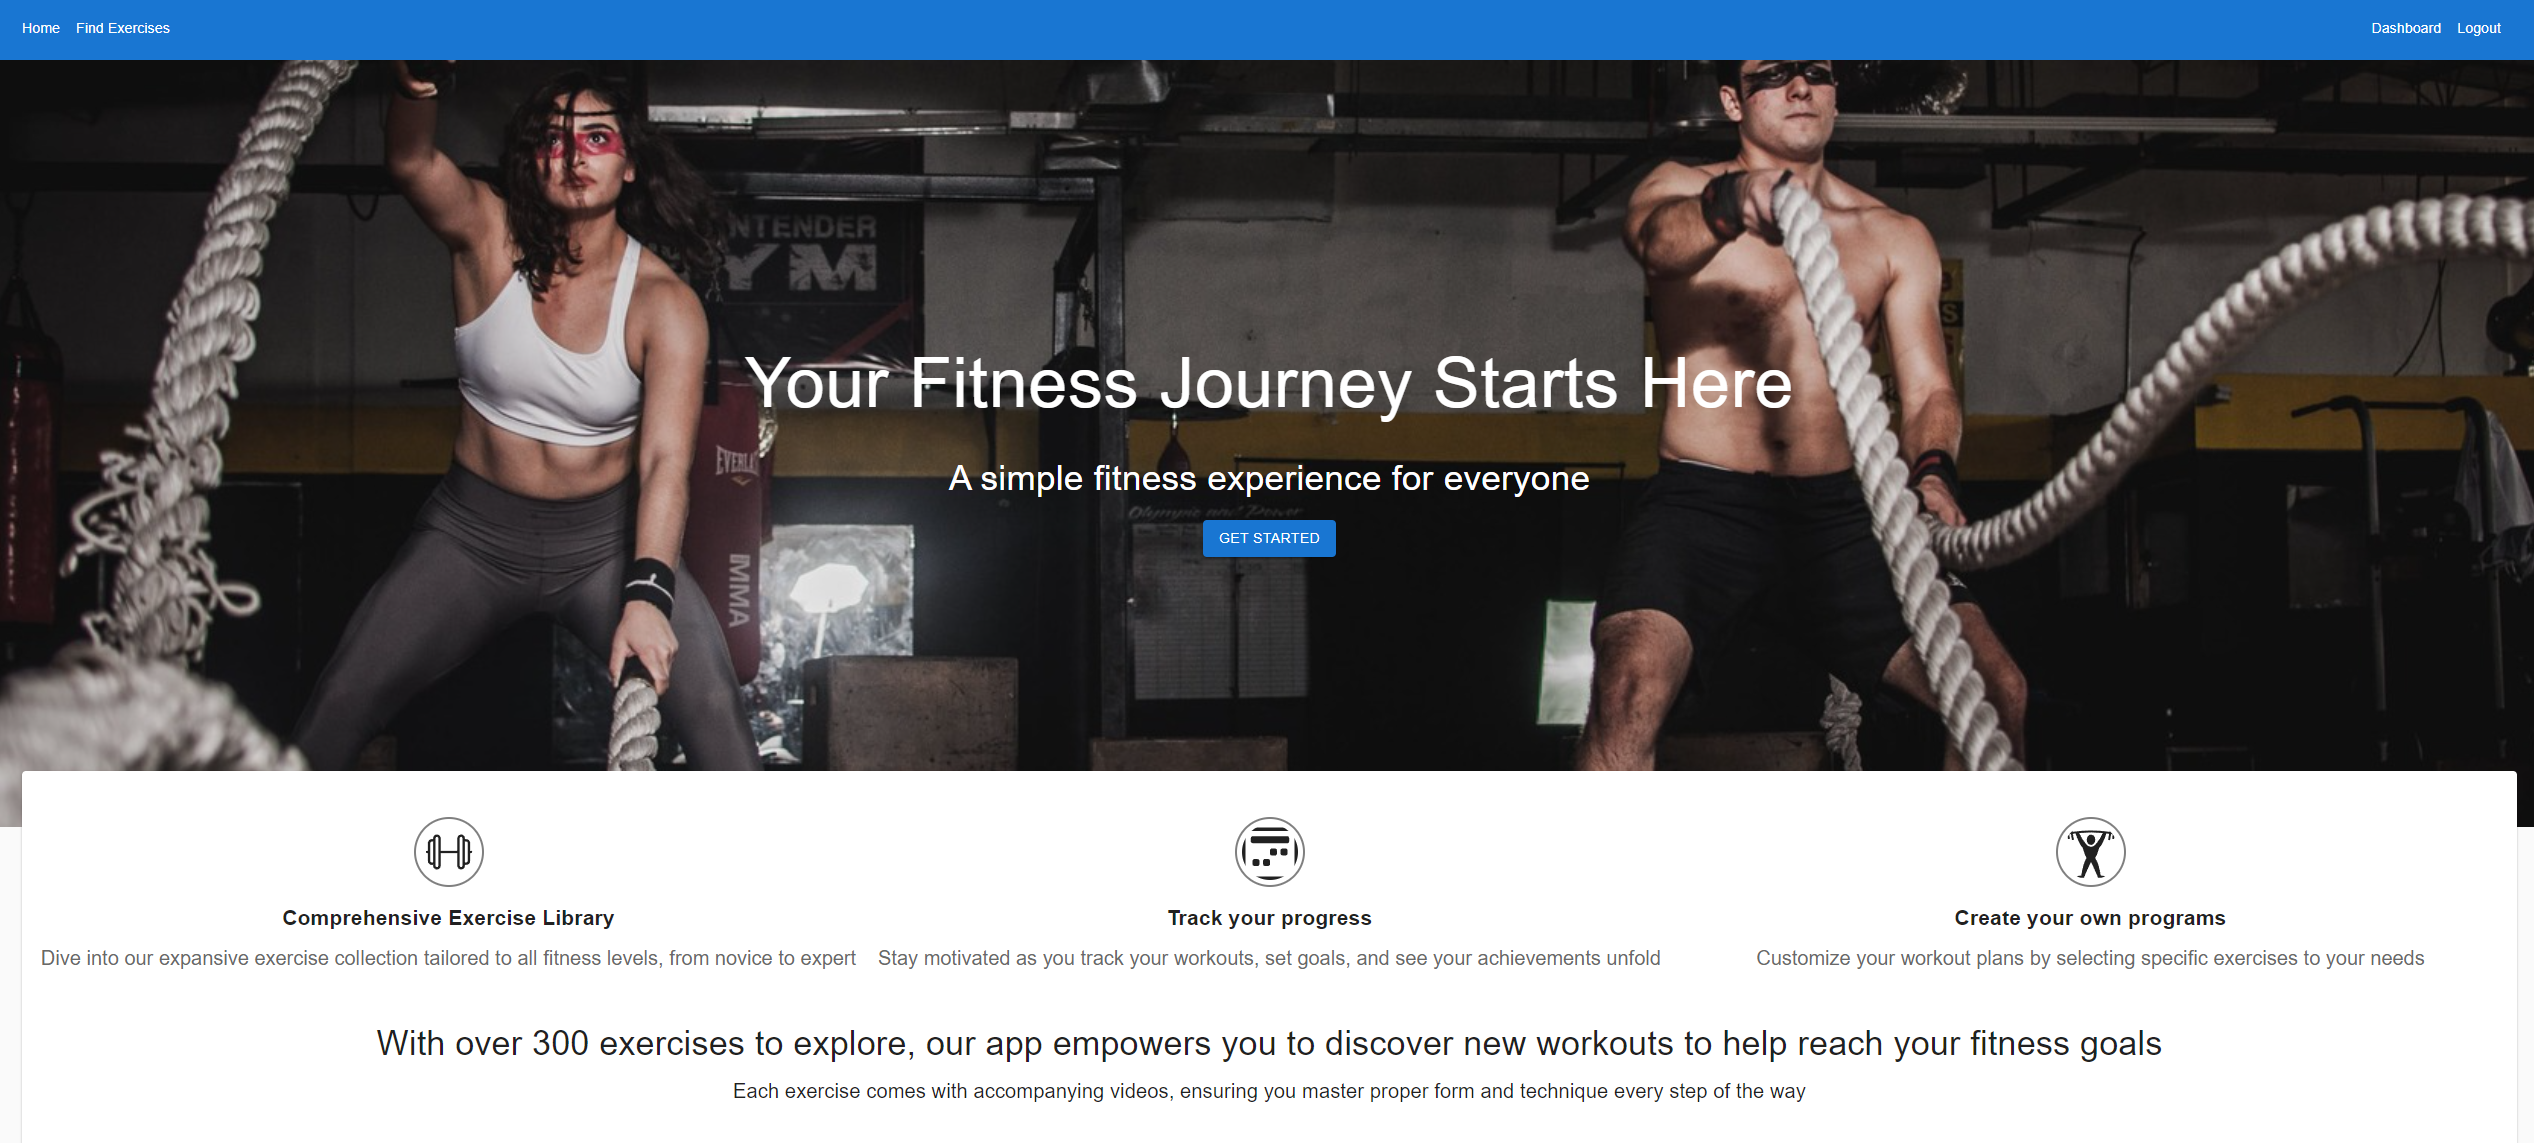 Home Find Exercises Dashboard Logout
NTENDER
YM
Your Fitness Journey Starts Here
EVERLA
A simple fitness experience for everyone
Olympic and Power
GET STARTED
IMMA
Comprehensive Exercise Library
Dive into our expansive exercise collection tailored to all fitness levels, from novice to expert
Track your progress
Stay motivated as you track your workouts, set goals, and see your achievements unfold
Create your own programs
Customize your workout plans by selecting specific exercises to your needs
With over 300 exercises to explore, our app empowers you to discover new workouts to help reach your fitness goals
Each exercise comes with accompanying videos, ensuring you master proper form and technique every step of the way